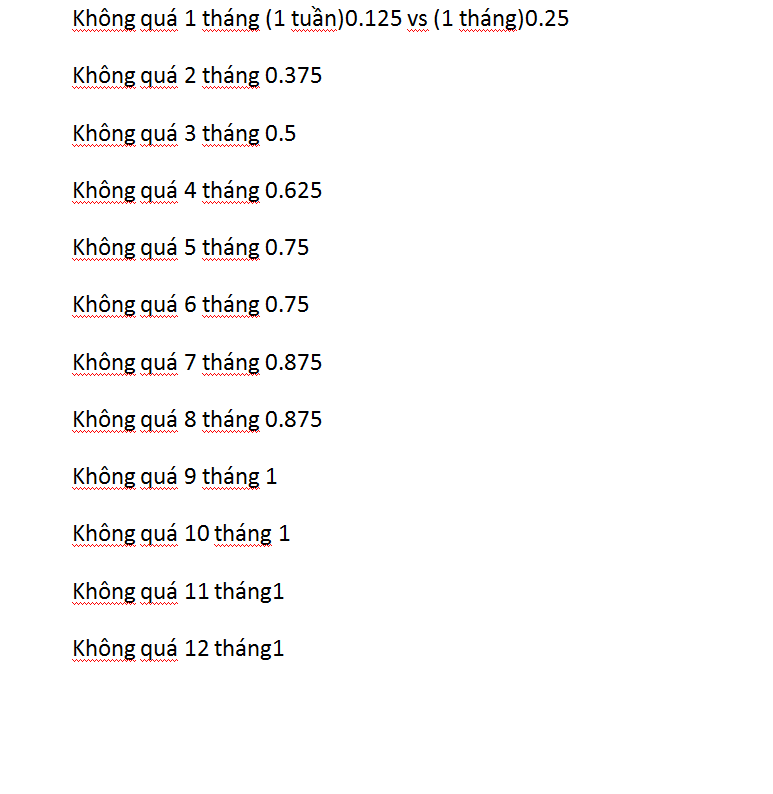 Không quá 1 tháng (1 tuần)0.125 vs (1 tháng)0.25
Không quá 2 tháng 0.375
Không quá 3 tháng 0.5
Không quá 4 tháng 0.625
Không quá 5 tháng 0.75
Không quá 6 tháng 0.75
Không quá 7 tháng 0.875
Không quá 8 tháng 0.875
Không quá 9 tháng 1
Không quá 10 tháng 1
Không quá 11 tháng1
Không quá 12 tháng1